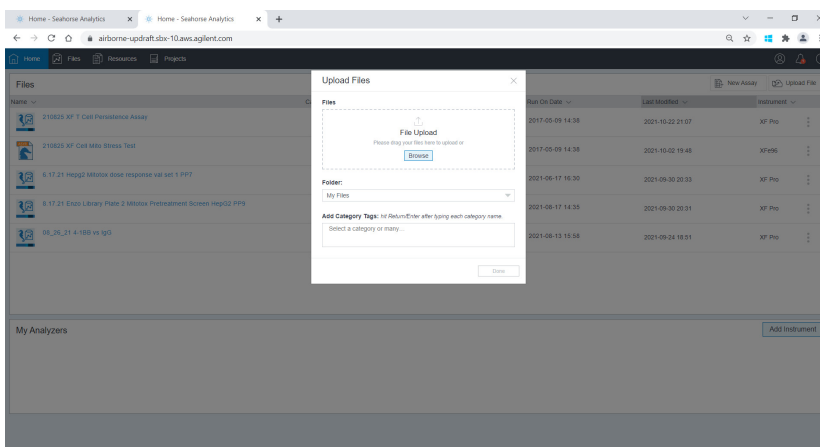 Home - Seahorse Analytics
Home - Seahorse Analytics
airborne-updraft.sbx-10.aws.agilent.com
Home Files Resources Projects
Files
New Assay Upload File
Name
Run On Date Last Modified Instrument
210825 XF T Cell Persistence Assay
2017-05-09 14:38 2021-10-22 21:07 XF Pro
210825 XF Cell Mito Stress Test
2017-05-09 14:38 2021-10-02 19:48 XFe96
6.17.21 Hepg2 Mitotox dose response val set 1 PP7
2021-06-17 16:30 2021-09-30 20:33 XF Pro
6.17.21 Enzo Library Plate 2 Mitotox Pretreatment Screen HepG2 PP9
2021-06-17 14:35 2021-09-30 20:31 XF Pro
08_26_21 4-1BB vs IgG
2021-08-13 15:58 2021-09-24 16:51 XF Pro
Upload Files
Files
File Upload
Please drag your files here to upload or
Browse
Folder:
My Files
Add Category Tags: hit Return/Enter after typing each category name.
Select a category or many...
Done
My Analyzers
Add Instrument